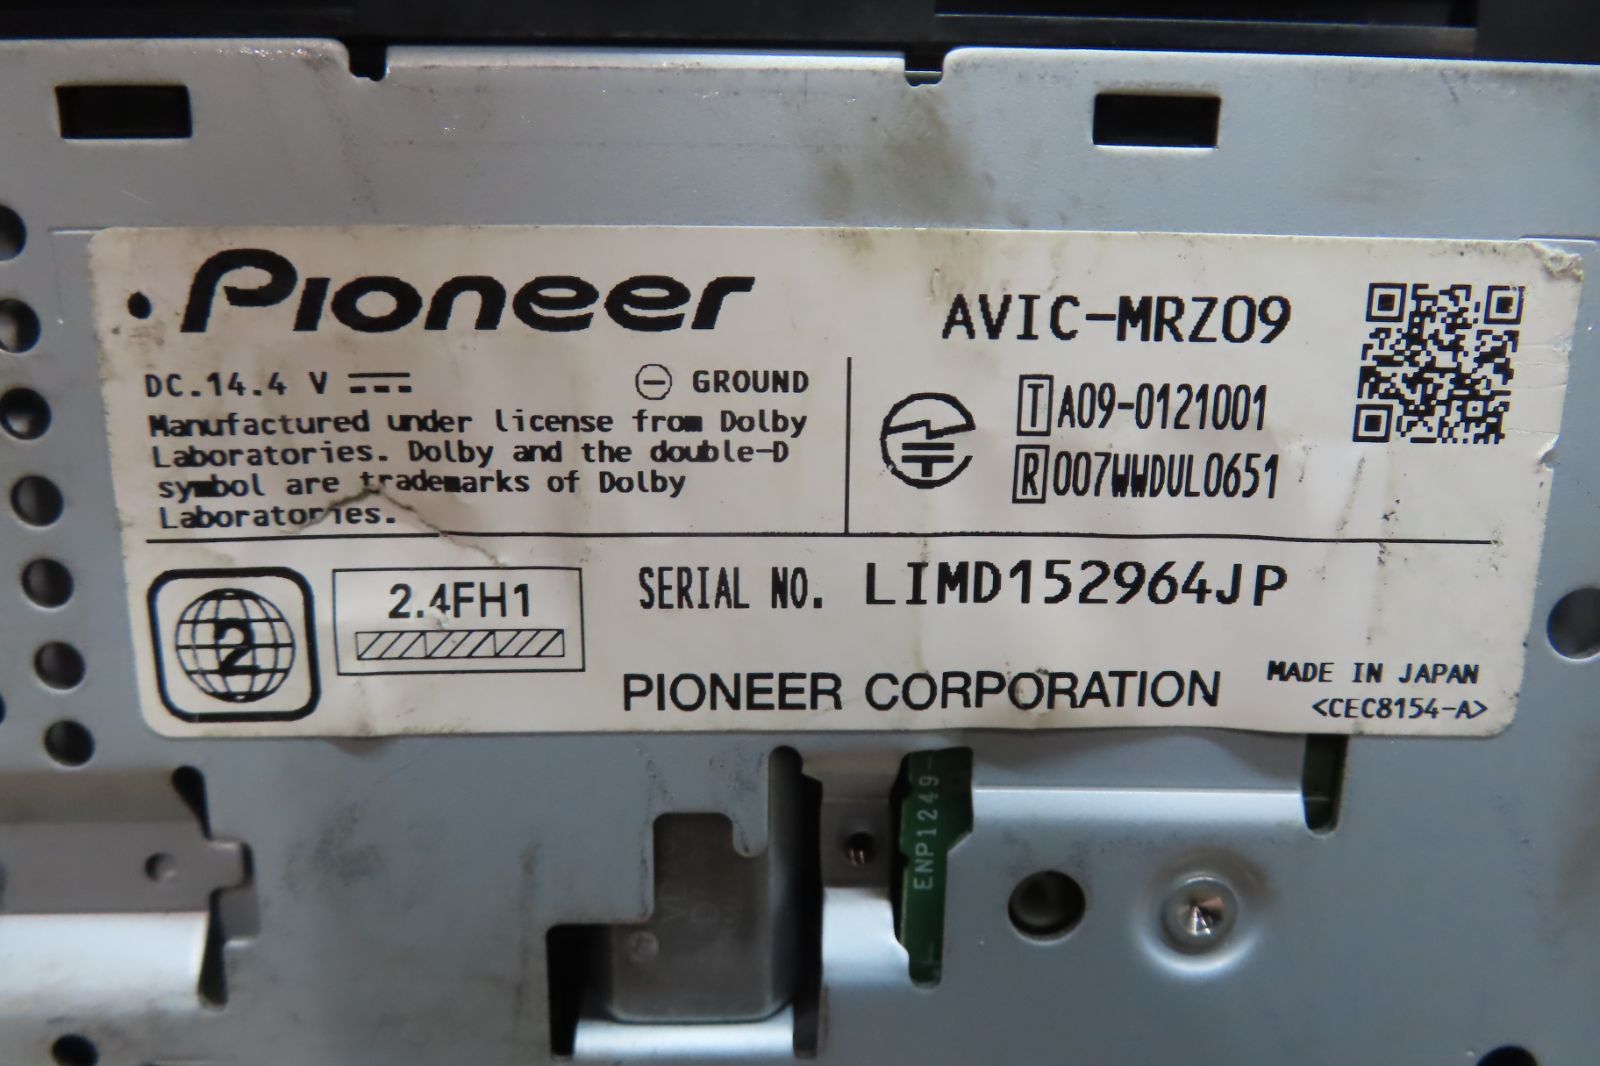 Pioneer
AVIC-MRZ09
DC.14.4 V
⊖ GROUND
Manufactured under license from Dolby
Laboratories. Dolby and the double-D
symbol are trademarks of Dolby
Laboratories.
T A09-0121001
R 007WWDUL0651
2
2.4FH1
SERIAL NO. LIMD152964JP
PIONEER CORPORATION
MADE IN JAPAN
<CEC8154-A>
ENP1249-